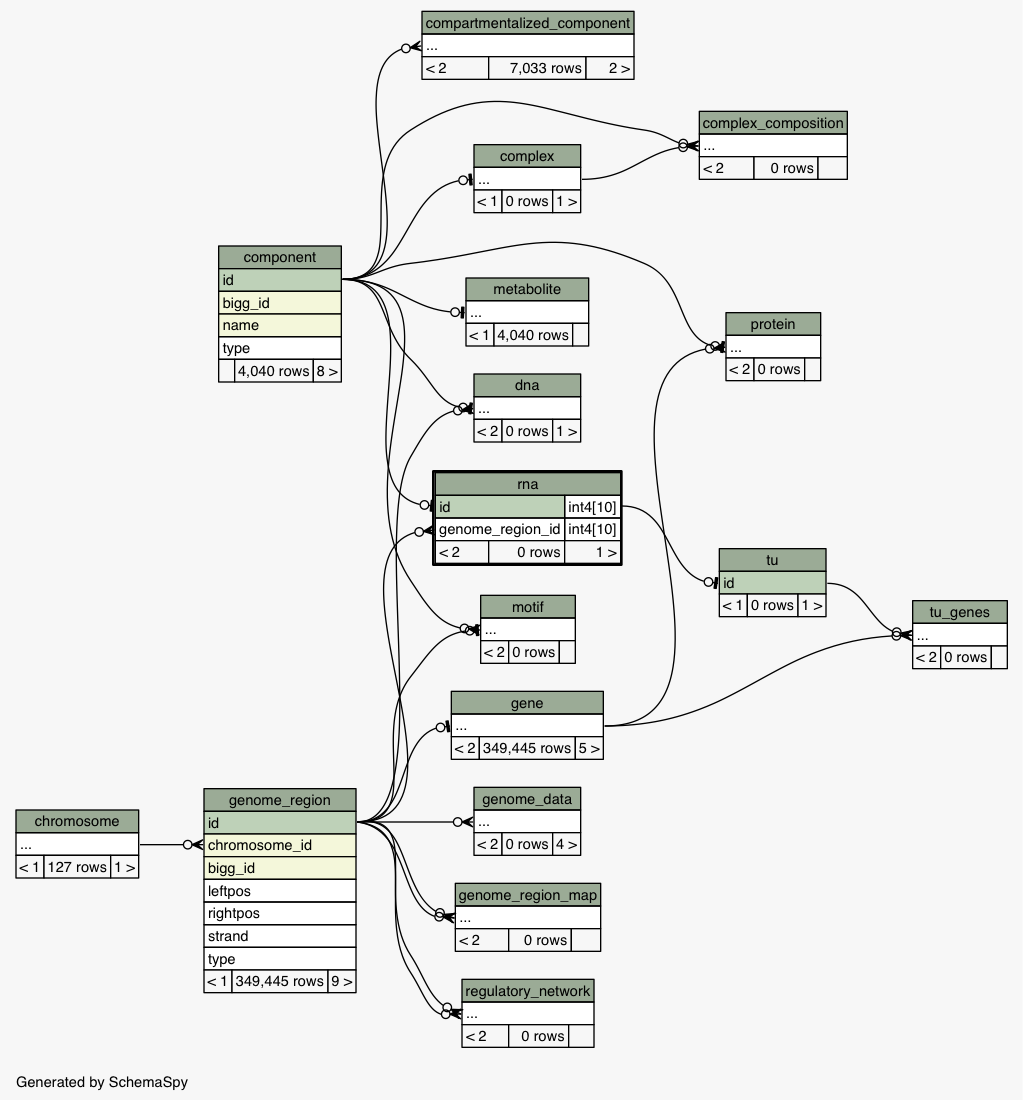 compartmentalized_component
...
< 2 7,033 rows 2 >
complex_composition
...
< 2 0 rows
complex
...
< 1 0 rows 1 >
component
id
bigg_id
name
type
4,040 rows 8 >
metabolite
...
< 1 4,040 rows
protein
...
< 2 0 rows
dna
...
< 2 0 rows 1 >
rna
id int4[10]
genome_region_id int4[10]
< 2 0 rows 1 >
tu
id
< 1 0 rows 1 >
motif
...
< 2 0 rows
tu_genes
...
< 2 0 rows
gene
...
< 2 349,445 rows 5 >
genome_region
id
chromosome_id
bigg_id
leftpos
rightpos
strand
type
< 1 349,445 rows 9 >
chromosome
...
< 1 127 rows 1 >
genome_data
...
< 2 0 rows 4 >
genome_region_map
...
< 2 0 rows
regulatory_network
...
< 2 0 rows
Generated by SchemaSpy